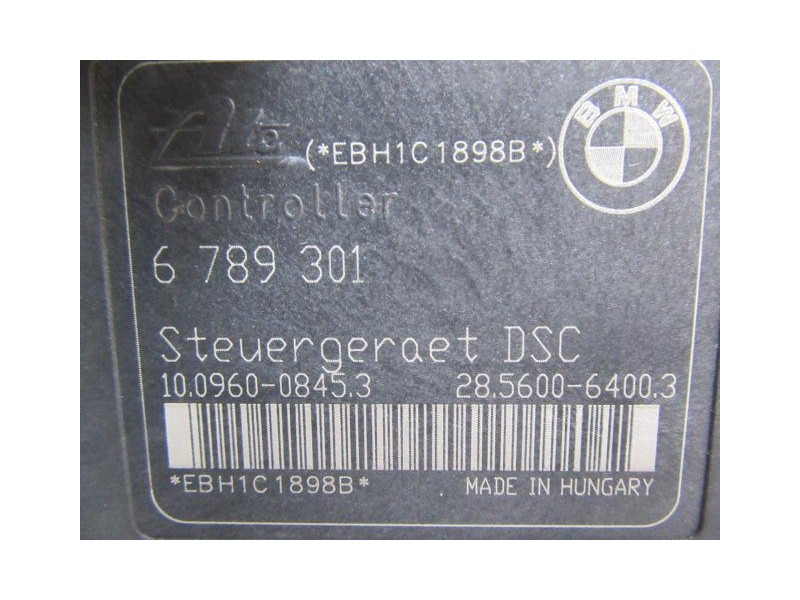 Ate
(*EBH1C1898B*)
BMW
Controller
6 789 301
Steuergeraet DSC
10.0960-0845.3 28.5600-6400.3
*EBH1C1898B* MADE IN HUNGARY